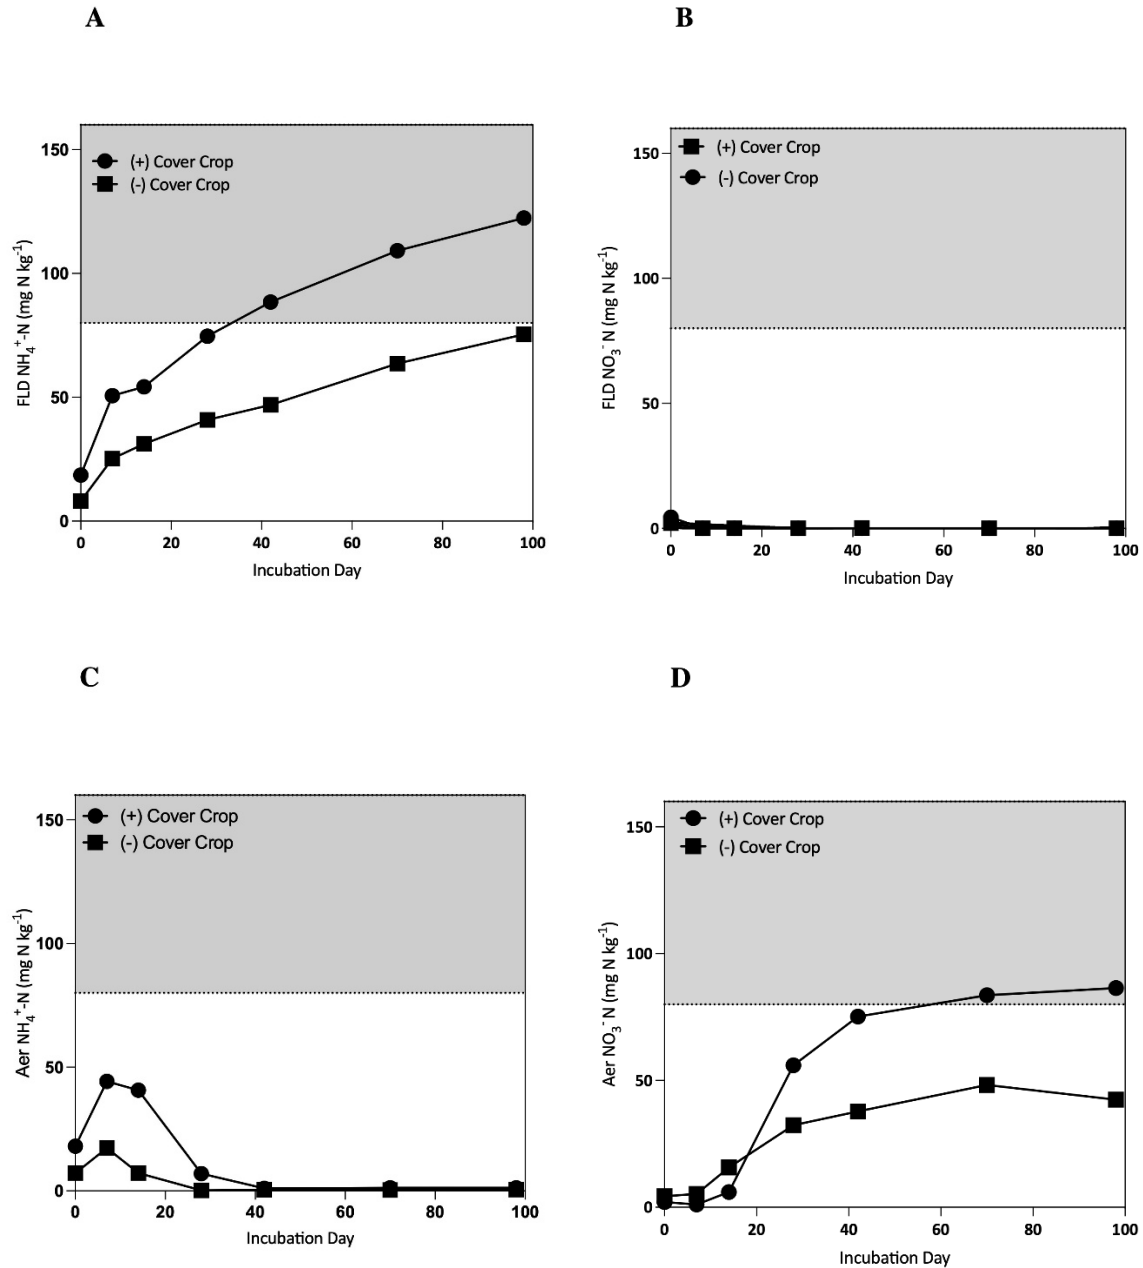 A
FLD NH₄⁺-N (mg N kg⁻¹)
150
100
50
0
(+) Cover Crop
(-) Cover Crop
0 20 40 60 80 100
Incubation Day
B
FLD NO₃⁻ N (mg N kg⁻¹)
150
100
50
0
(+) Cover Crop
(-) Cover Crop
0 20 40 60 80 100
Incubation Day
C
Aer NH₄⁺-N (mg N kg⁻¹)
150
100
50
0
(+) Cover Crop
(-) Cover Crop
0 20 40 60 80 100
Incubation Day
D
Aer NO₃⁻ N (mg N kg⁻¹)
150
100
50
0
(+) Cover Crop
(-) Cover Crop
0 20 40 60 80 100
Incubation Day